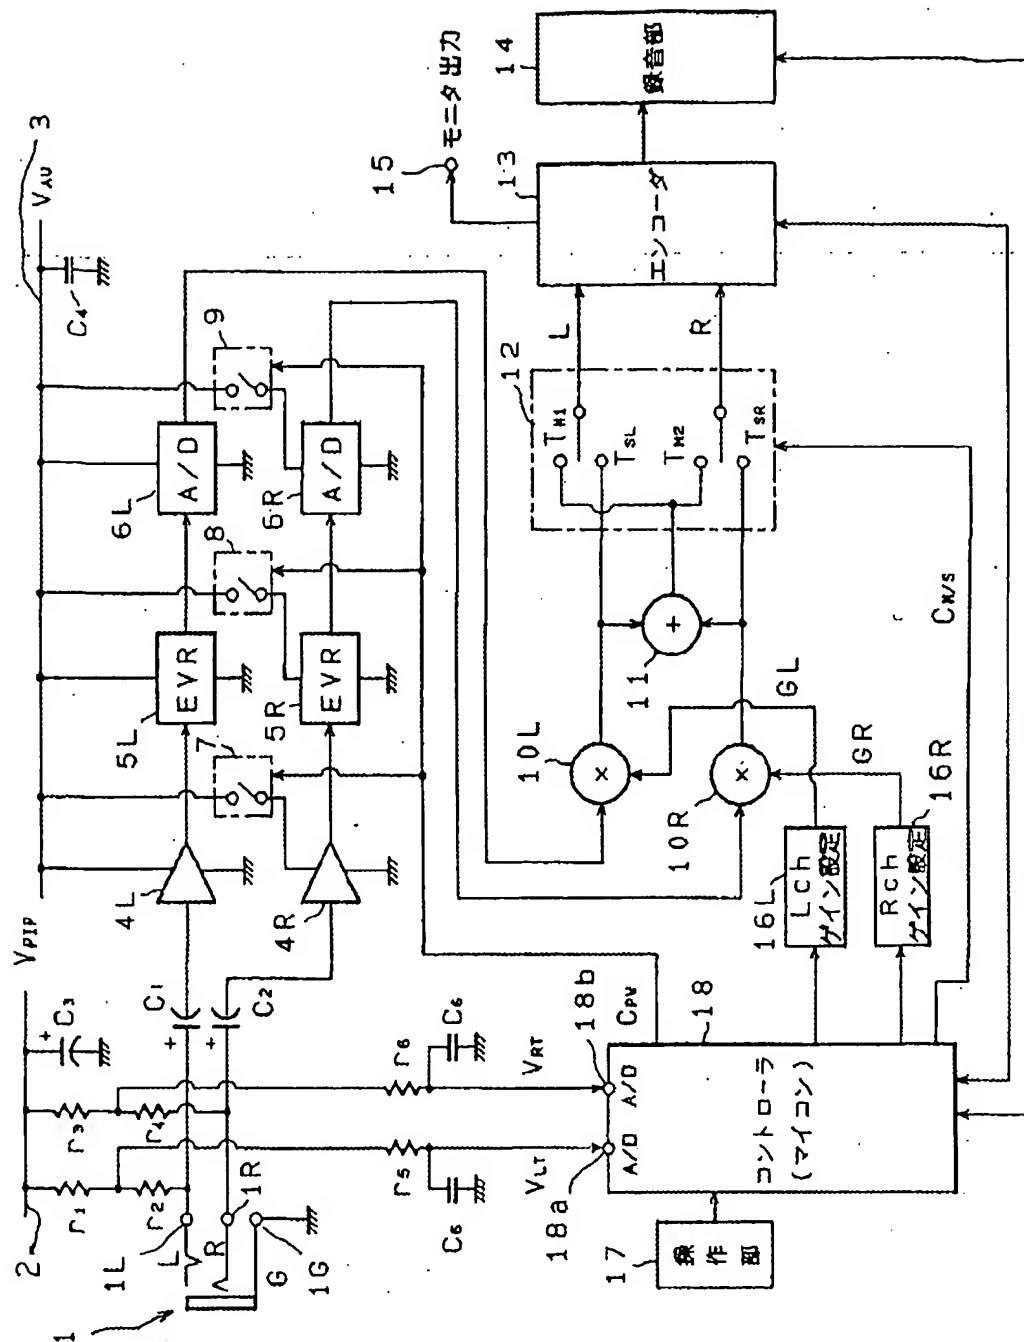 1
2
3
V_PIP
V_AU
r1
r2
r3
r4
C3
C1
C2
C4
1L
L
1R
R
1G
G
4L
4R
5L
EVR
5R
EVR
6L
A/D
6R
A/D
7
8
9
r5
r6
C6
C6
V_LT
V_RT
18a
18b
A/D
A/D
C_PW
18
コントローラ
(マイコン)
17
操作部
16L
Lch
ゲイン設定
16R
Rch
ゲイン設定
GL
GR
10L
×
10R
×
11
+
12
T_M1
T_SL
T_M2
T_SR
C_M/S
L
R
13
エンコーダ
14
録音部
15
モニタ出力